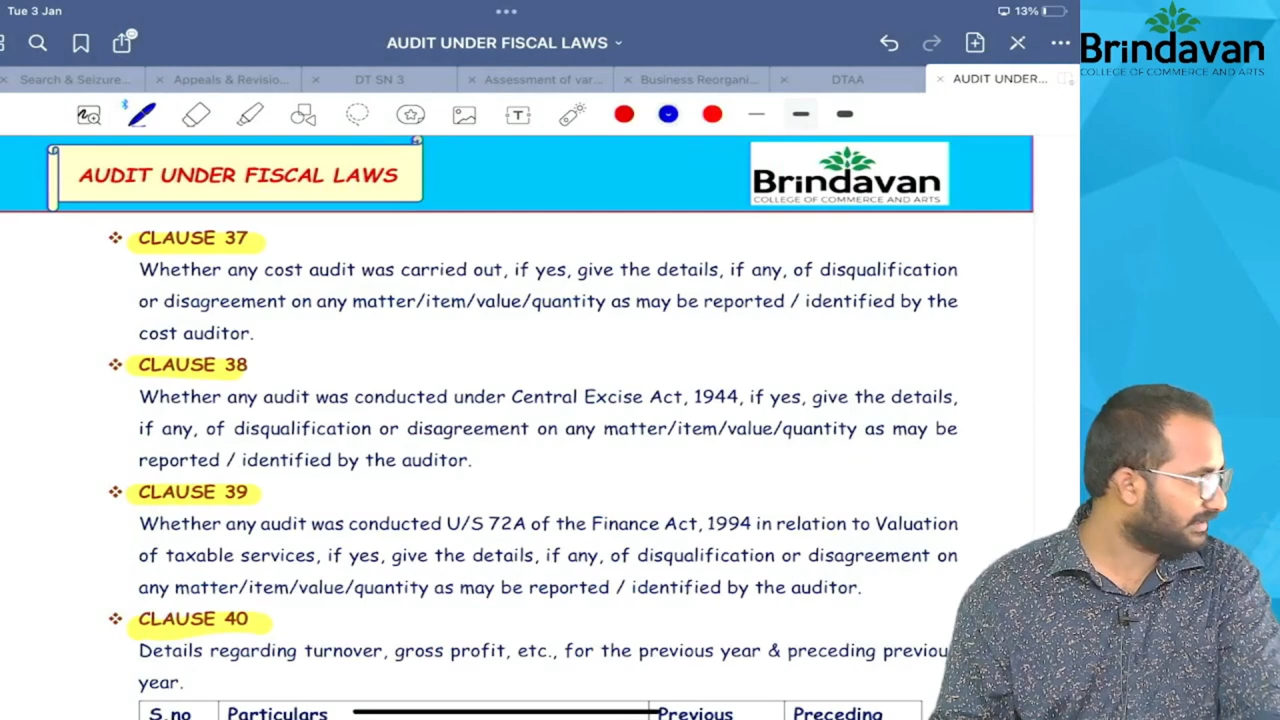 Tue 3 Jan
13%
AUDIT UNDER FISCAL LAWS
Search & Seizure...
Appeals & Revisio...
DT SN 3
Assessment of var...
Business Reorgani...
DTAA
AUDIT UNDER...
T
AUDIT UNDER FISCAL LAWS
Brindavan
COLLEGE OF COMMERCE AND ARTS
Brindavan
COLLEGE OF COMMERCE AND ARTS
❖ CLAUSE 37
Whether any cost audit was carried out, if yes, give the details, if any, of disqualification
or disagreement on any matter/item/value/quantity as may be reported / identified by the
cost auditor.
❖ CLAUSE 38
Whether any audit was conducted under Central Excise Act, 1944, if yes, give the details,
if any, of disqualification or disagreement on any matter/item/value/quantity as may be
reported / identified by the auditor.
❖ CLAUSE 39
Whether any audit was conducted U/S 72A of the Finance Act, 1994 in relation to Valuation
of taxable services, if yes, give the details, if any, of disqualification or disagreement on
any matter/item/value/quantity as may be reported / identified by the auditor.
❖ CLAUSE 40
Details regarding turnover, gross profit, etc., for the previous year & preceding previou
year.
S.no Particulars Previous Preceding